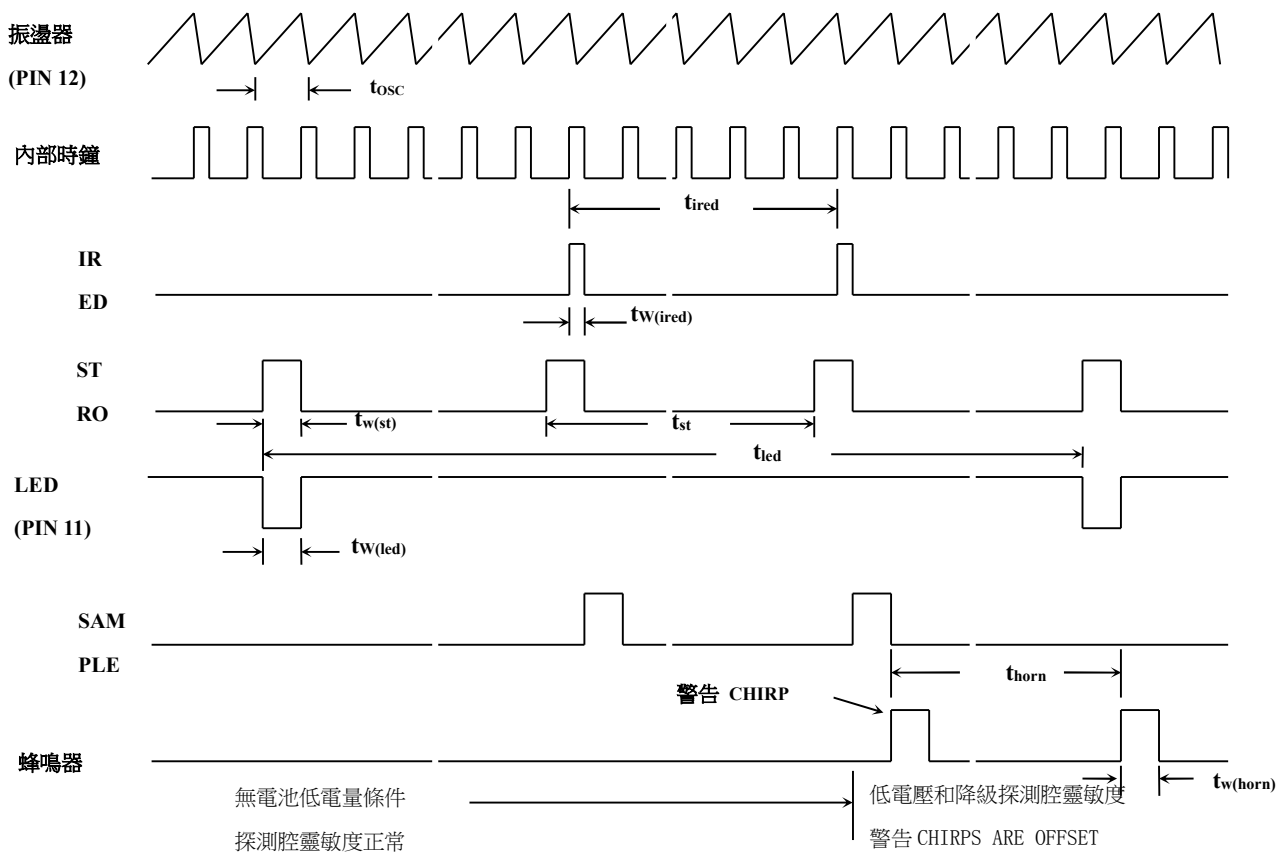 振盪器
(PIN 12)
tOSC
內部時鐘
tired
IR
ED
tW(ired)
ST
RO
tw(st)
tst
tled
LED
(PIN 11)
tW(led)
SAM
PLE
thorn
警告 CHIRP
蜂鳴器
tw(horn)
無電池低電量條件
探測腔靈敏度正常
低電壓和降級探測腔靈敏度
警告 CHIRPS ARE OFFSET